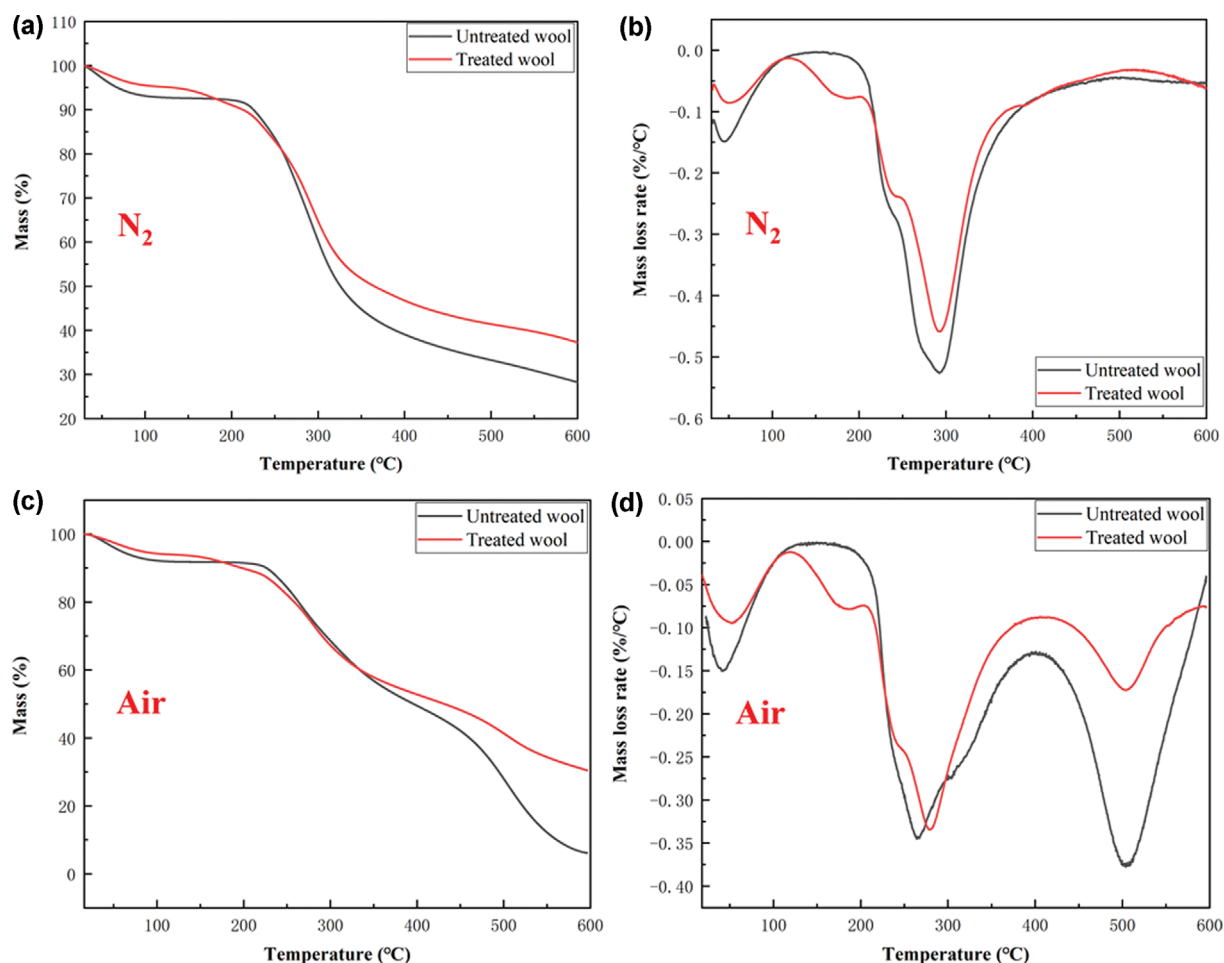 (a)
110
100
90
80
70
60
50
40
30
20
Mass (%)
Untreated wool
Treated wool
N2
100 200 300 400 500 600
Temperature (℃)
(b)
0.0
-0.1
-0.2
-0.3
-0.4
-0.5
-0.6
Mass loss rate (%/℃)
N2
Untreated wool
Treated wool
100 200 300 400 500 600
Temperature (℃)
(c)
100
80
60
40
20
0
Mass (%)
Untreated wool
Treated wool
Air
100 200 300 400 500 600
Temperature (℃)
(d)
0.05
0.00
-0.05
-0.10
-0.15
-0.20
-0.25
-0.30
-0.35
-0.40
Mass loss rate (%/℃)
Untreated wool
Treated wool
Air
100 200 300 400 500 600
Temperature (℃)